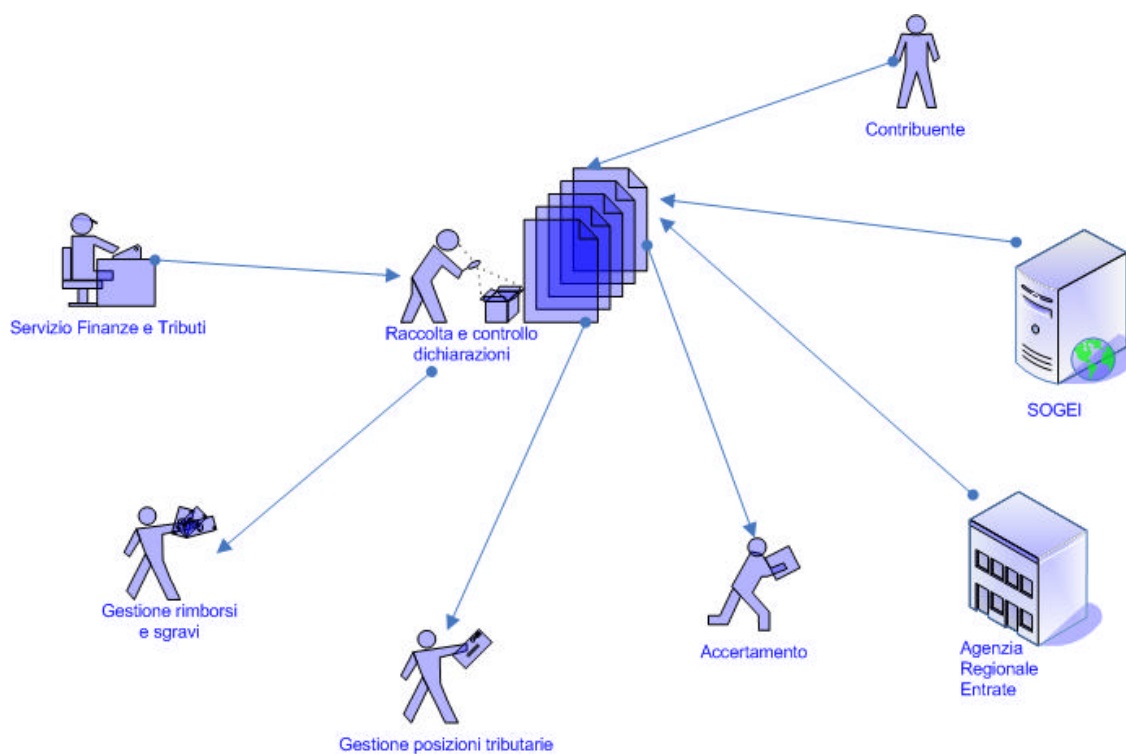 Contribuente
Servizio Finanze e Tributi
Raccolta e controllo
dichiarazioni
SOGEI
Gestione rimborsi
e sgravi
Accertamento
Agenzia
Regionale
Entrate
Gestione posizioni tributarie